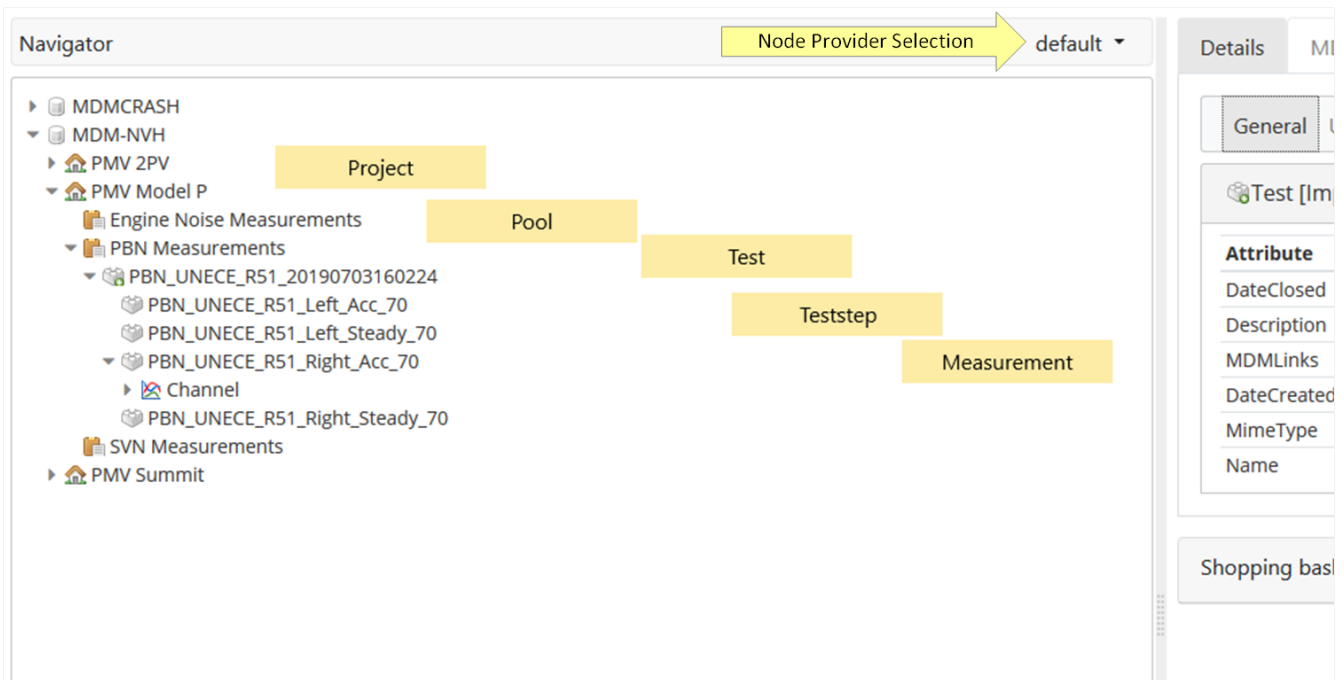 Navigator
Node Provider Selection
default
MDMCRASH
MDM-NVH
PMV 2PV
Project
PMV Model P
Engine Noise Measurements
Pool
PBN Measurements
Test
PBN_UNECE_R51_20190703160224
PBN_UNECE_R51_Left_Acc_70
Teststep
PBN_UNECE_R51_Left_Steady_70
PBN_UNECE_R51_Right_Acc_70
Measurement
Channel
PBN_UNECE_R51_Right_Steady_70
SVN Measurements
PMV Summit
Details
General
Test [Im
Attribute
DateClosed
Description
MDMLinks
DateCreated
MimeType
Name
Shopping bas